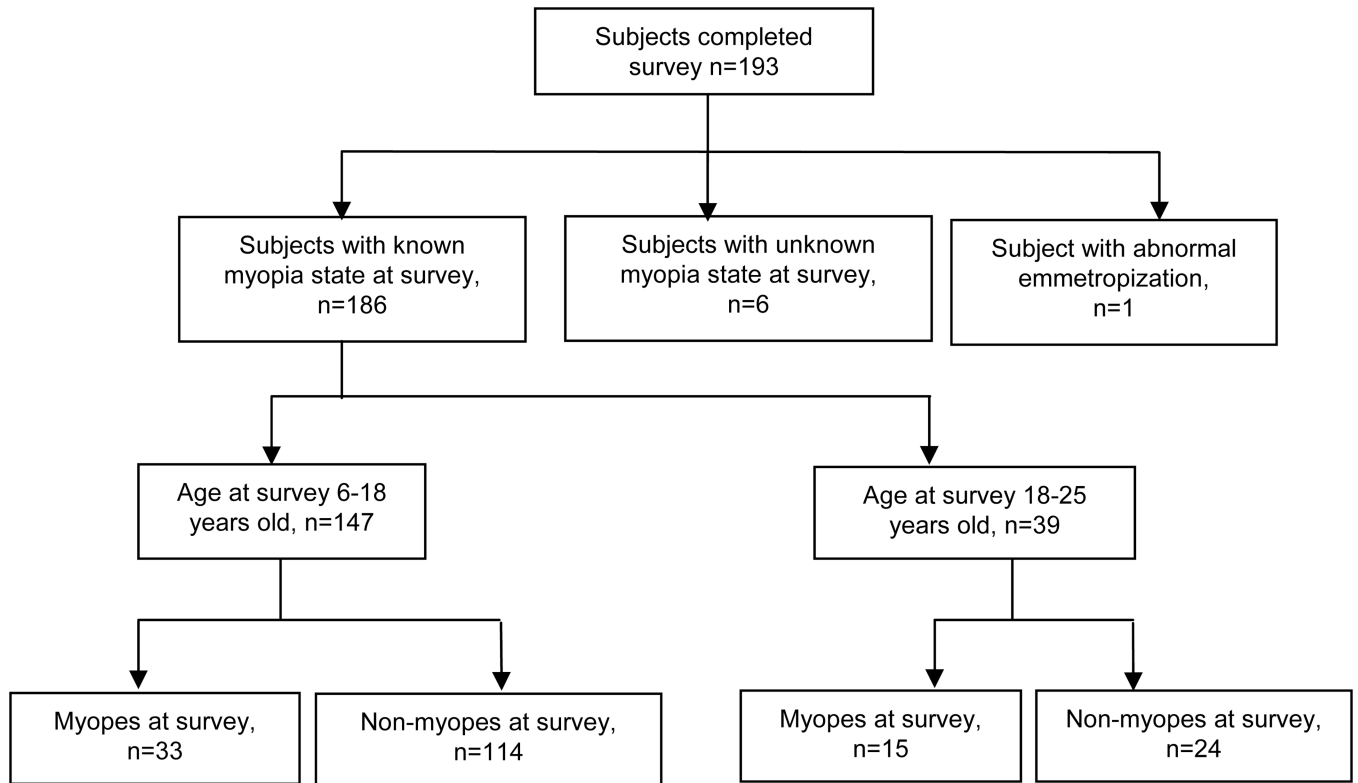 Subjects completed
survey n=193
Subjects with known
myopia state at survey,
n=186
Subjects with unknown
myopia state at survey,
n=6
Subject with abnormal
emmetropization,
n=1
Age at survey 6-18
years old, n=147
Age at survey 18-25
years old, n=39
Myopes at survey,
n=33
Non-myopes at survey,
n=114
Myopes at survey,
n=15
Non-myopes at survey,
n=24